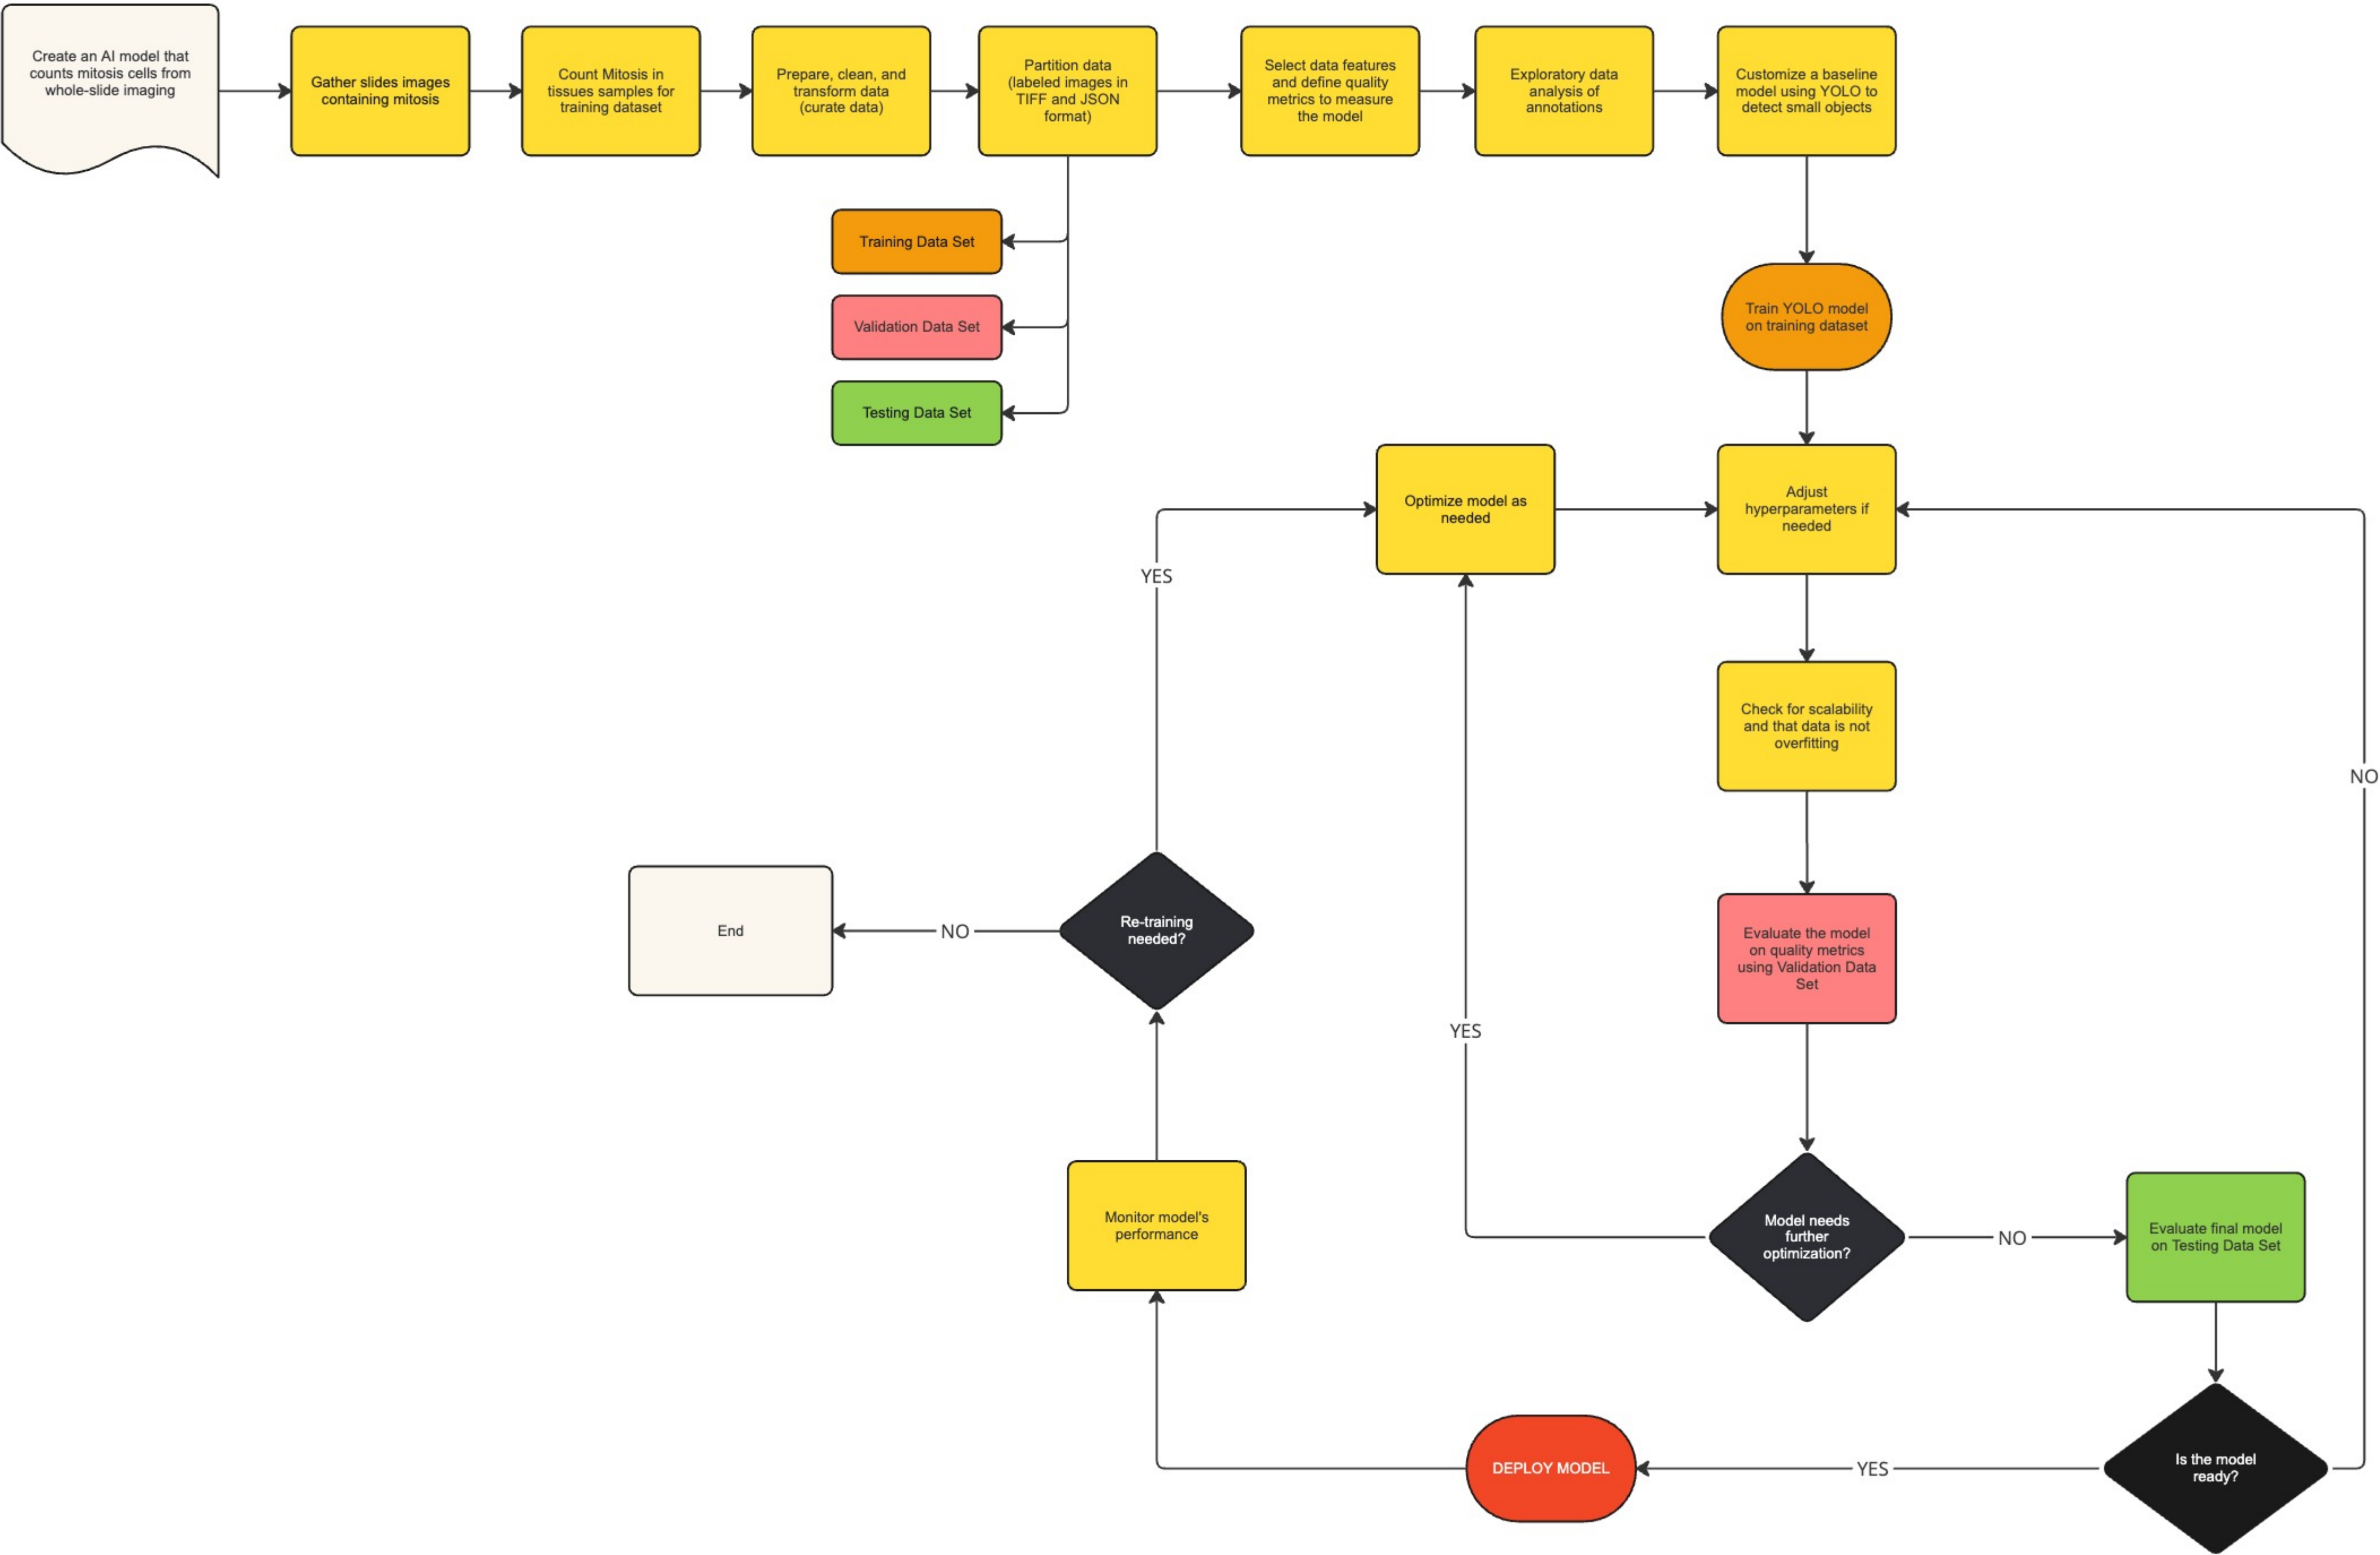 Create an AI model that
counts mitosis cells from
whole-slide imaging
Gather slides images
containing mitosis
Count Mitosis in
tissues samples for
training dataset
Prepare, clean, and
transform data
(curate data)
Partition data
(labeled images in
TIFF and JSON
format)
Select data features
and define quality
metrics to measure
the model
Exploratory data
analysis of
annotations
Customize a baseline
model using YOLO to
detect small objects
Training Data Set
Validation Data Set
Testing Data Set
Train YOLO model
on training dataset
Optimize model as
needed
Adjust
hyperparameters if
needed
YES
Check for scalability
and that data is not
overfitting
NO
End
NO
Re-training
needed?
Evaluate the model
on quality metrics
using Validation Data
Set
YES
Monitor model's
performance
Model needs
further
optimization?
NO
Evaluate final model
on Testing Data Set
DEPLOY MODEL
YES
Is the model
ready?